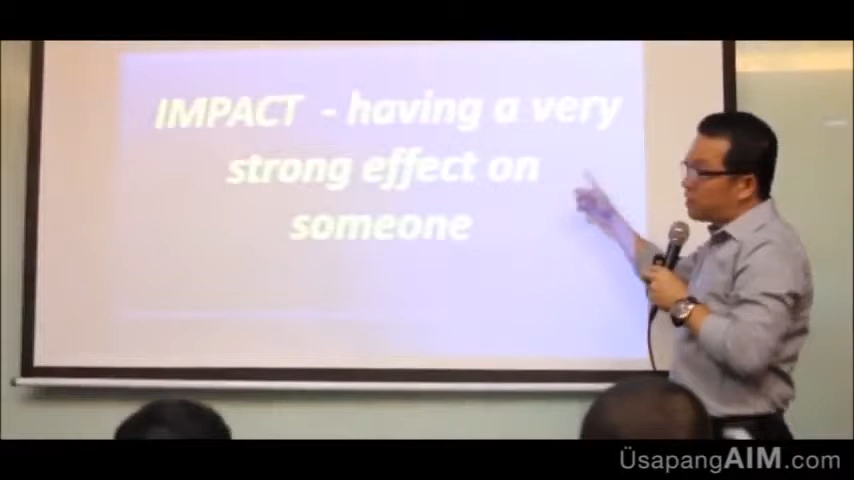 IMPACT - having a very
strong effect on
someone
ÜsapangAIM.com